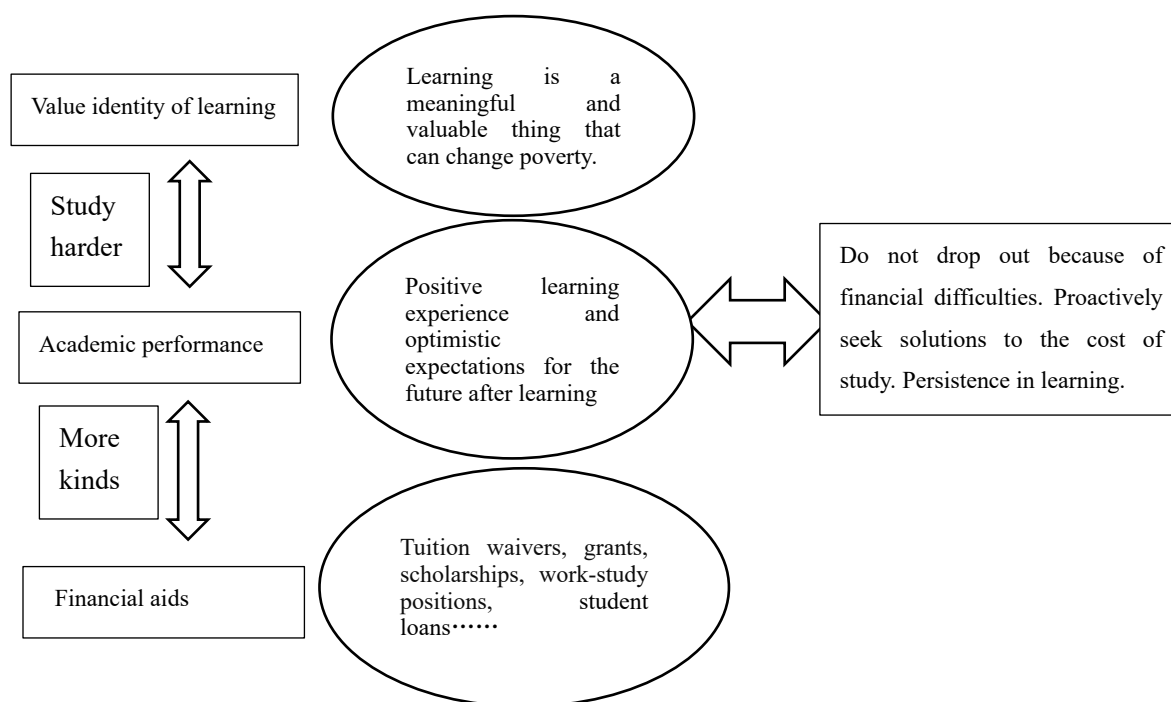 Value identity of learning
Learning is a
meaningful and
valuable thing that
can change poverty.
Study
harder
Academic performance
Positive learning
experience and
optimistic
expectations for the
future after learning
Do not drop out because of
financial difficulties. Proactively
seek solutions to the cost of
study. Persistence in learning.
More
kinds
Financial aids
Tuition waivers, grants,
scholarships, work-study
positions, student
loans⋯⋯